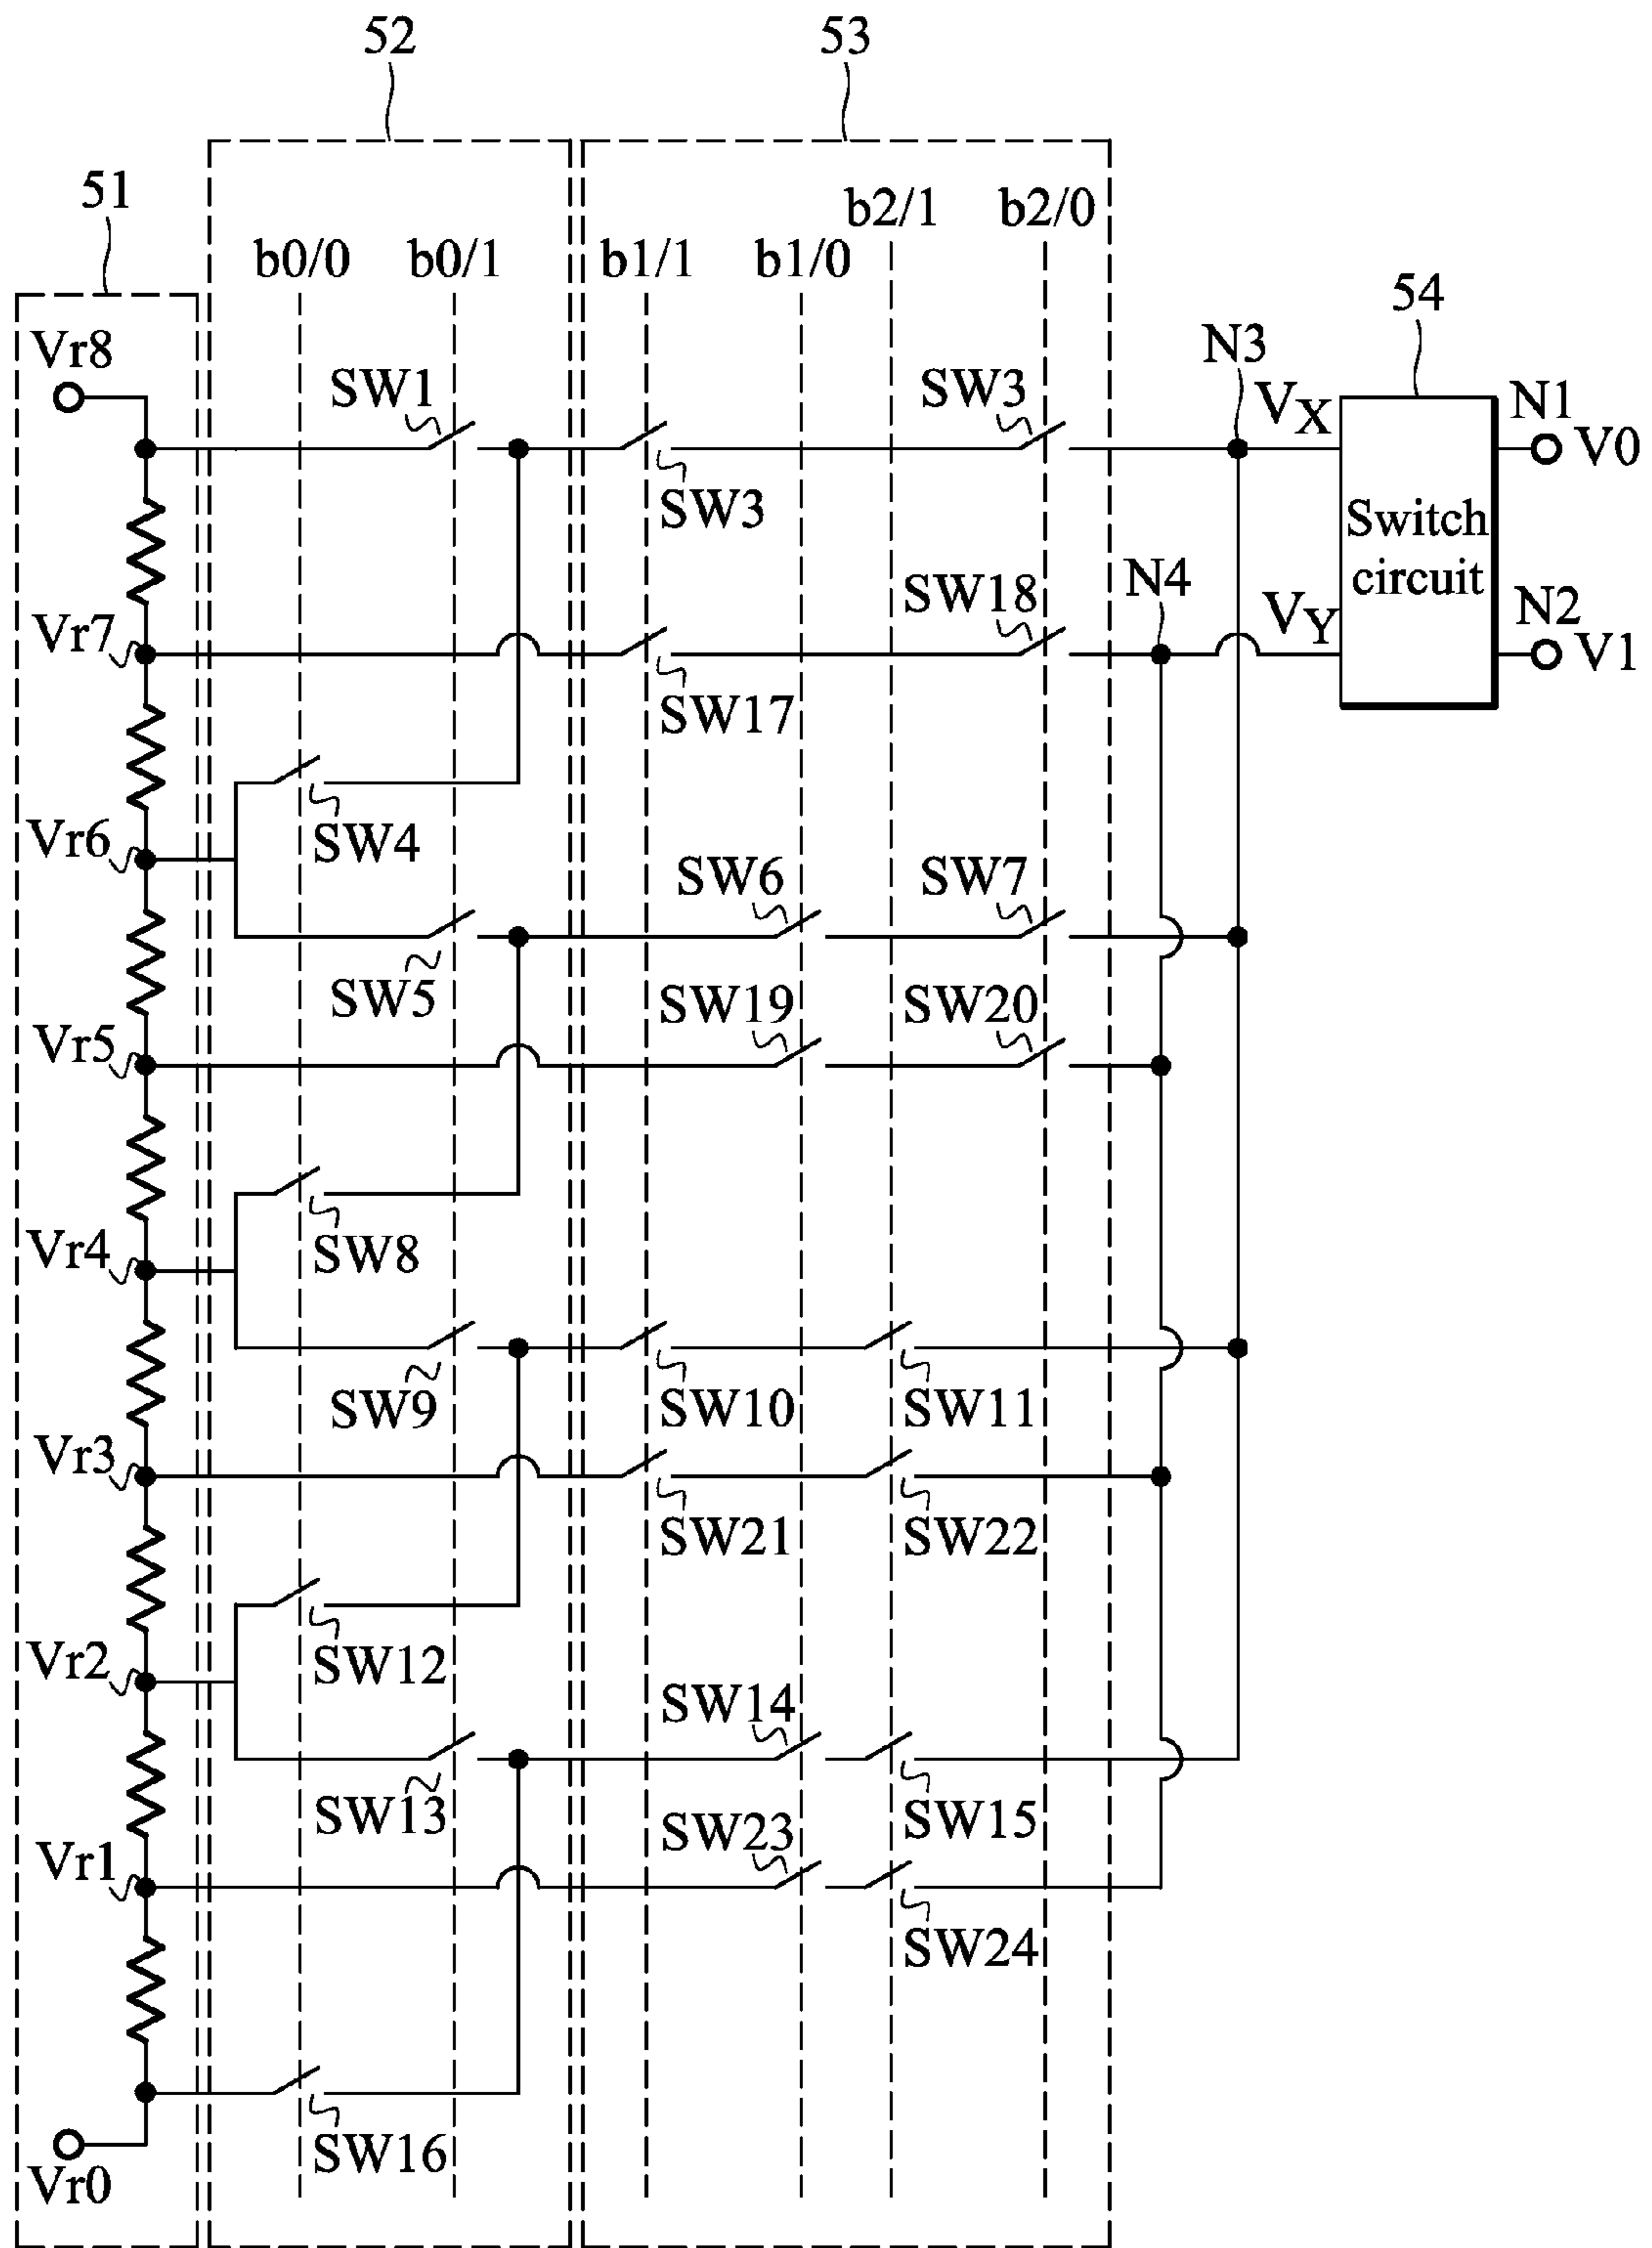 52
53
51
b2/1
b2/0
b0/0
b0/1
b1/1
b1/0
54
Vr8
N3
SW1
SW3
VX
N1
V0
SW3
Switch
circuit
N4
SW18
VY
N2
V1
Vr7
SW17
SW4
Vr6
SW6
SW7
SW5
SW19
SW20
Vr5
SW8
Vr4
SW9
SW10
SW11
Vr3
SW21
SW22
SW12
Vr2
SW14
SW13
SW15
SW23
Vr1
SW24
SW16
Vr0